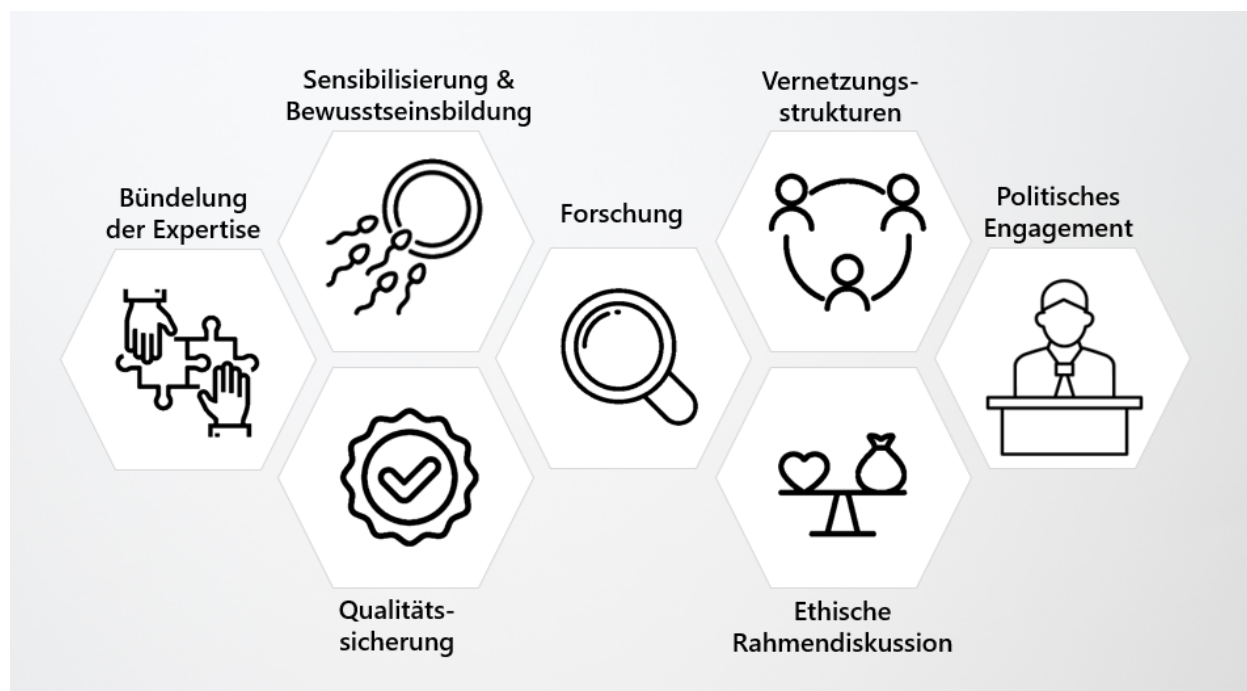 Sensibilisierung &
Bewusstseinsbildung
Vernetzungs-
strukturen
Bündelung
der Expertise
Forschung
Politisches
Engagement
Qualitäts-
sicherung
Ethische
Rahmendiskussion